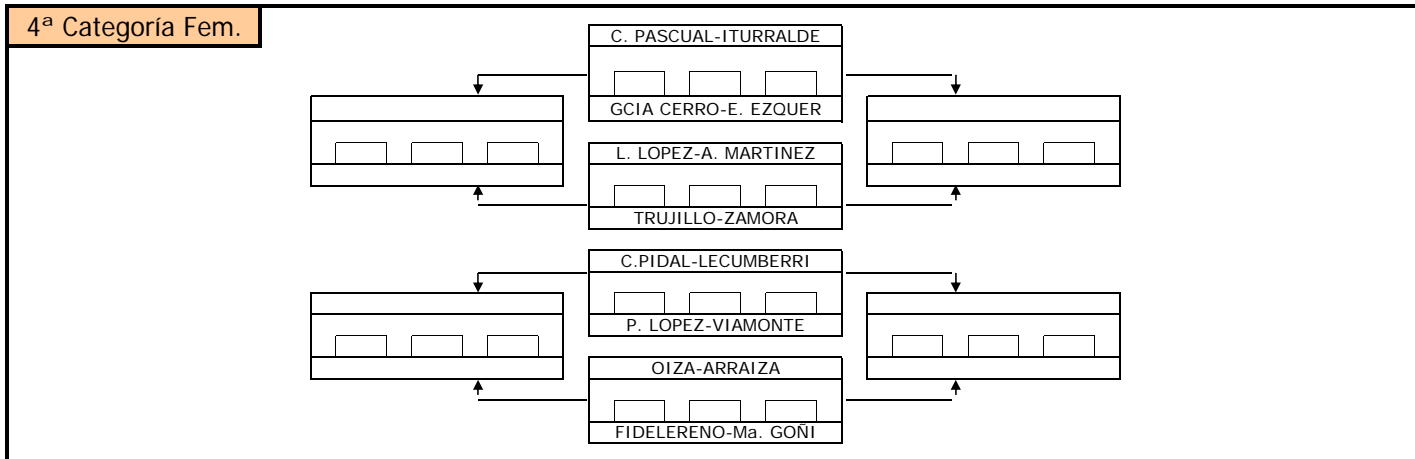 4ª Categoría Fem.
C. PASCUAL-ITURRALDE
GCIA CERRO-E. EZQUER
L. LOPEZ-A. MARTINEZ
TRUJILLO-ZAMORA
C.PIDAL-LECUMBERRI
P. LOPEZ-VIAMONTE
OIZA-ARRAIZA
FIDELERENO-Ma. GOÑI